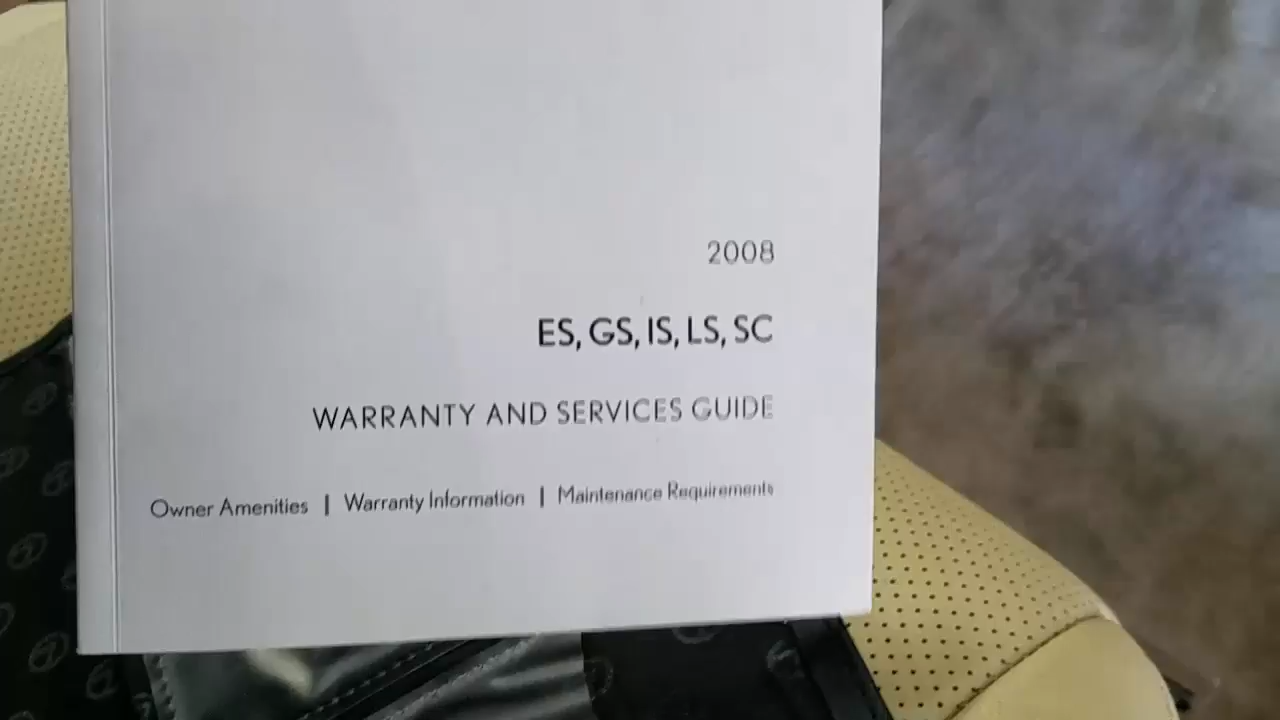 2008
ES, GS, IS, LS, SC
WARRANTY AND SERVICES GUIDE
Owner Amenities | Warranty Information | Maintenance Requirements